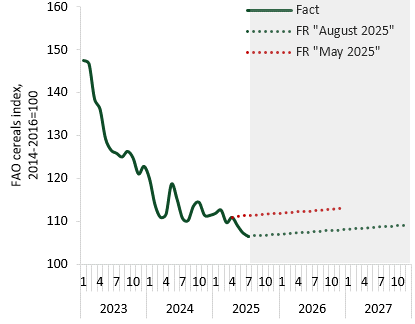 Fact
FR "August 2025"
FR "May 2025"
FAO cereals index,
2014-2016=100
160
150
140
130
120
110
100
1 4 7 10 1 4 7 10 1 4 7 10 1 4 7 10 1 4 7 10
2023 2024 2025 2026 2027